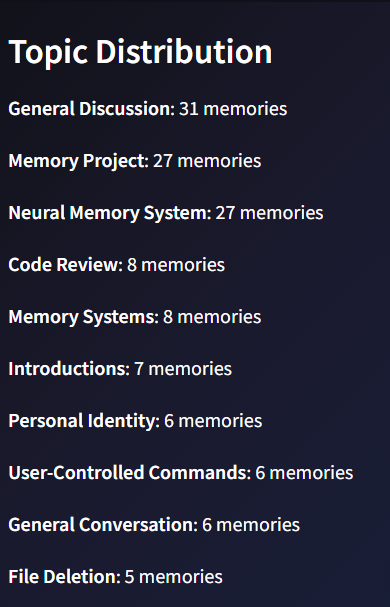 Topic Distribution
General Discussion: 31 memories
Memory Project: 27 memories
Neural Memory System: 27 memories
Code Review: 8 memories
Memory Systems: 8 memories
Introductions: 7 memories
Personal Identity: 6 memories
User-Controlled Commands: 6 memories
General Conversation: 6 memories
File Deletion: 5 memories